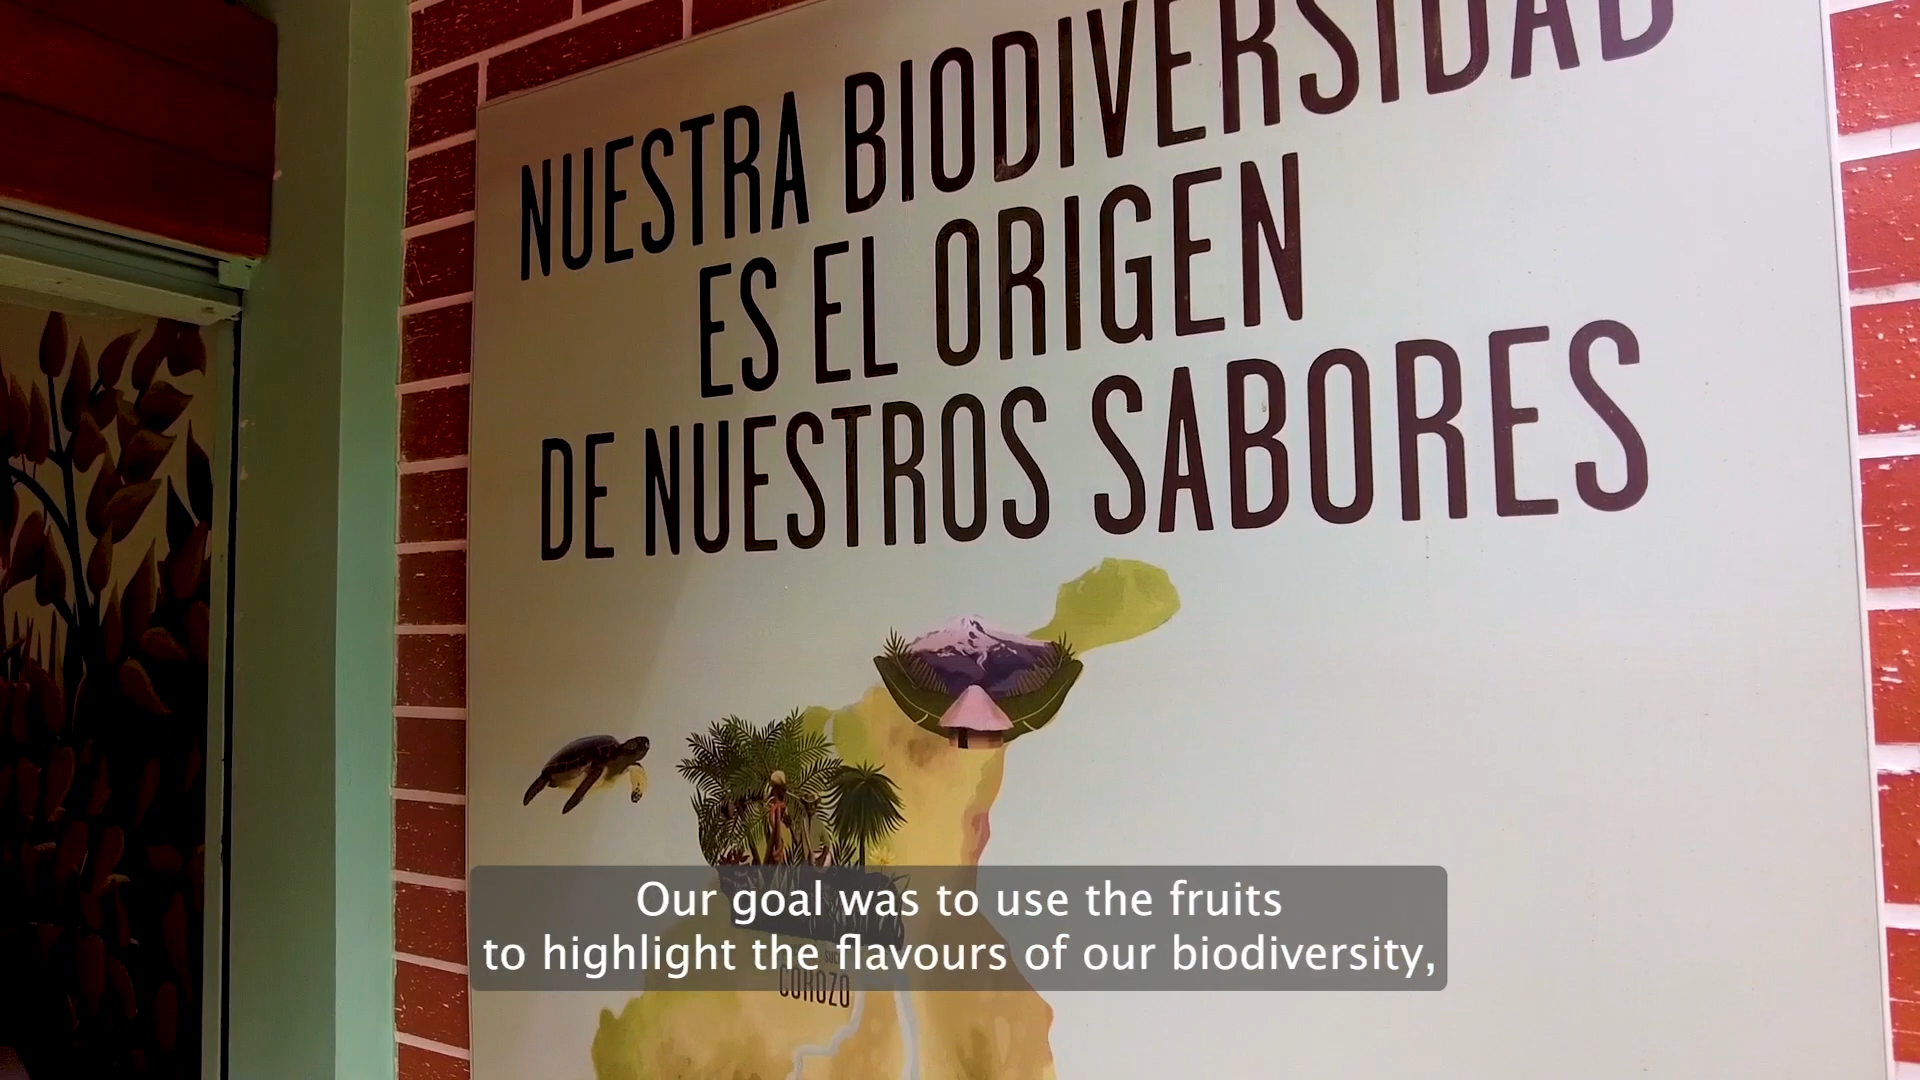 NUESTRA BIODIVERSIDAD
ES EL ORIGEN
DE NUESTROS SABORES
COROZO
Our goal was to use the fruits
to highlight the flavours of our biodiversity,